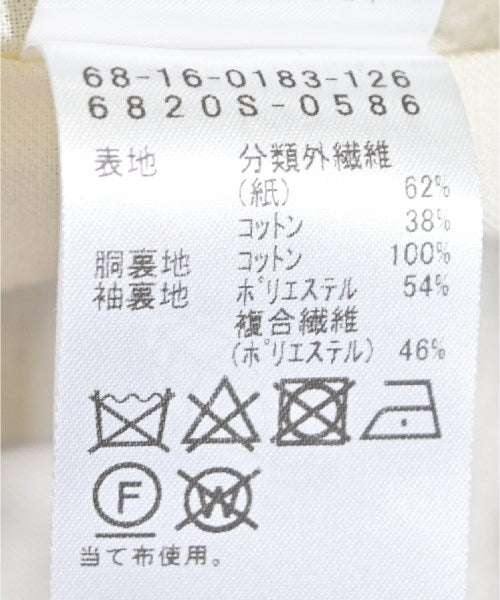 68-16-0183-126
6820S-0586
表地 分類外繊維
(紙) 62%
コットン 38%
胴裏地 コットン 100%
袖裏地 ポリエステル 54%
複合繊維
(ポリエステル) 46%
F W
当て布使用。